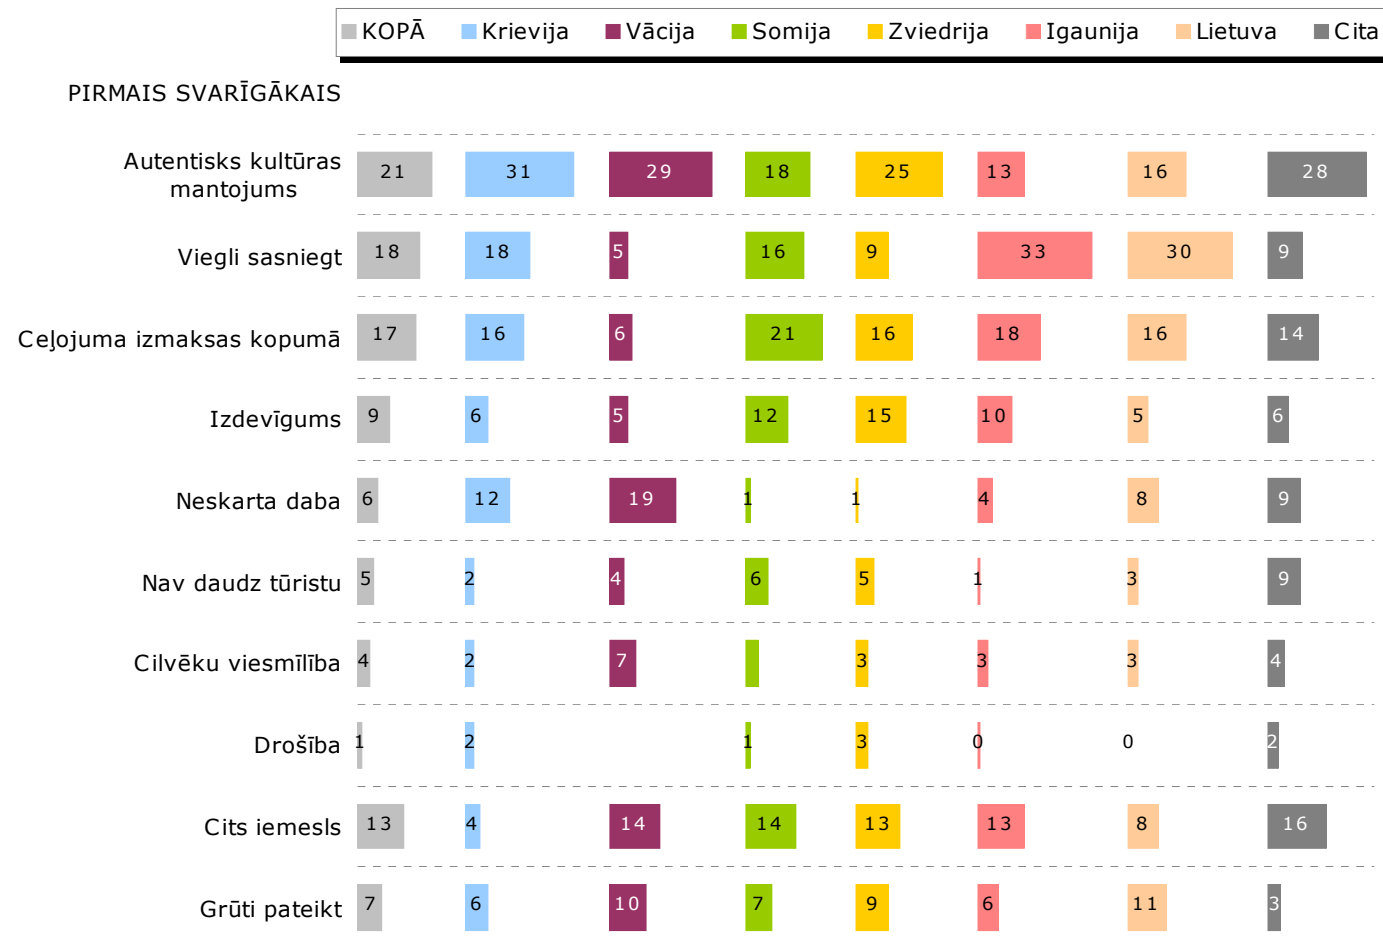 KOPĀ Krievija Vācija Somija Zviedrija Igaunija Lietuva Cita
PIRMAIS SVARĪGĀKAIS
Autentisks kultūras
mantojums
21 31 29 18 25 13 16 28
Viegli sasniegt 18 18 5 16 9 33 30 9
Ceļojuma izmaksas kopumā 17 16 6 21 16 18 16 14
Izdevīgums 9 6 5 12 15 10 5 6
Neskarta daba 6 12 19 1 1 4 8 9
Nav daudz tūristu 5 2 4 6 5 1 3 9
Cilvēku viesmīlība 4 2 7 3 3 3 4
Drošība 1 2 1 3 0 0 2
Cits iemesls 13 4 14 14 13 13 8 16
Grūti pateikt 7 6 10 7 9 6 11 3